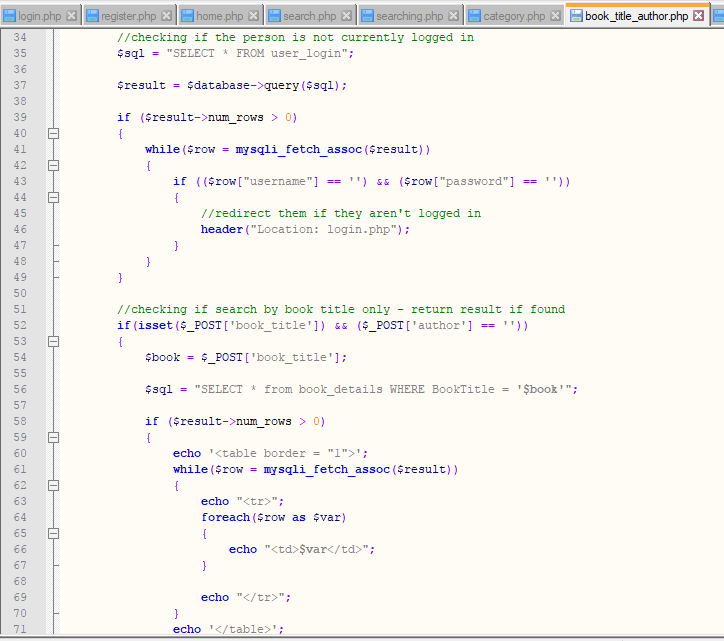 login.php register.php home.php search.php searching.php category.php book_title_author.php
34 //checking if the person is not currently logged in
35 $sql = "SELECT * FROM user_login";
36
37 $result = $database->query($sql);
38
39 if ($result->num_rows > 0)
40 {
41 while($row = mysqli_fetch_assoc($result))
42 {
43 if (($row["username"] == '') && ($row["password"] == ''))
44 {
45 //redirect them if they aren't logged in
46 header("Location: login.php");
47 }
48 }
49 }
50
51 //checking if search by book title only - return result if found
52 if(isset($_POST['book_title']) && ($_POST['author'] == ''))
53 {
54 $book = $_POST['book_title'];
55
56 $sql = "SELECT * from book_details WHERE BookTitle = '$book'";
57
58 if ($result->num_rows > 0)
59 {
60 echo '<table border = "1">';
61 while($row = mysqli_fetch_assoc($result))
62 {
63 echo "<tr>";
64 foreach($row as $var)
65 {
66 echo "<td>$var</td>";
67 }
68
69 echo "</tr>";
70 }
71 echo '</table>';